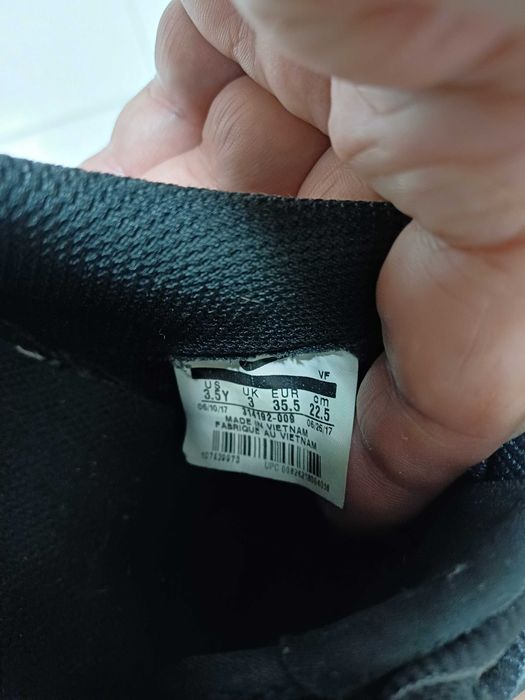 VF
US UK EUR cm
3.5Y 3 35.5 22.5
06/10/17 314192-009 08/26/17
MADE IN VIETNAM
FABRIQUE AU VIETNAM
UPC